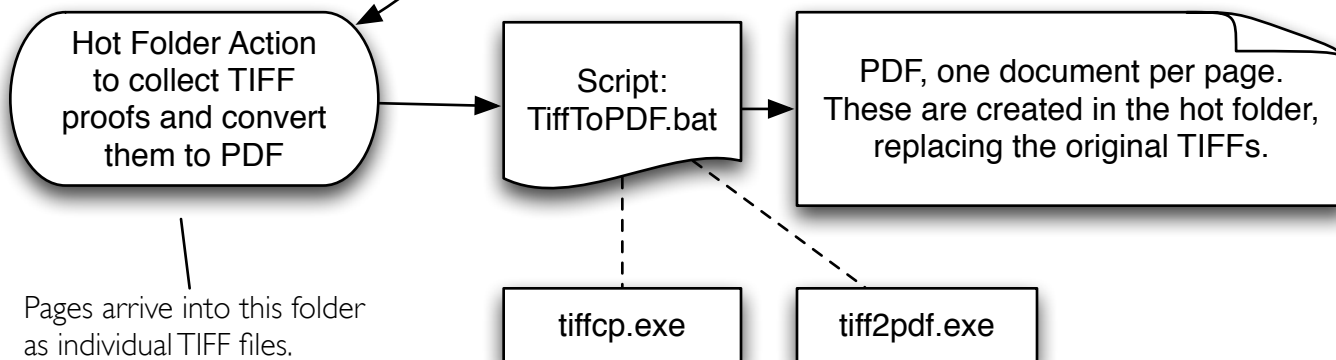 Hot Folder Action
to collect TIFF
proofs and convert
them to PDF
Script:
TiffToPDF.bat
PDF, one document per page.
These are created in the hot folder,
replacing the original TIFFs.
Pages arrive into this folder
as individual TIFF files.
tiffcp.exe
tiff2pdf.exe